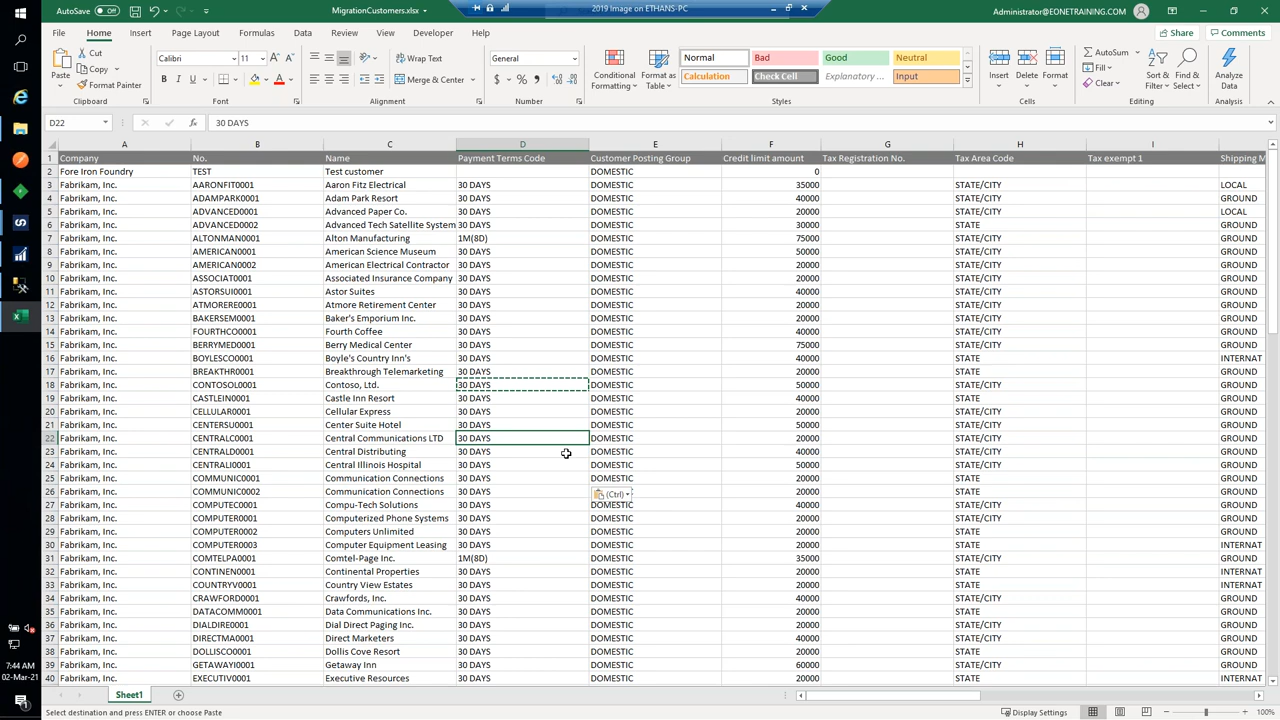 AutoSave Off
MigrationCustomers.xlsx
2019 Image on ETHANS-PC
Administrator@EONETRAINING.COM
File Home Insert Page Layout Formulas Data Review View Developer Help
Share Comments
Paste
Cut
Copy
Format Painter
Clipboard
Calibri 11
B I U
Font
Wrap Text
Merge & Center
Alignment
General
$ % ,
Number
Conditional Formatting
Format as Table
Normal Bad Good Neutral
Calculation Check Cell Explanatory ... Input
Styles
Insert Delete Format
Cells
AutoSum
Fill
Clear
Sort & Filter
Find & Select
Editing
Analyze Data
Analysis
D22 fx 30 DAYS
A B C D E F G H I
1 Company No. Name Payment Terms Code Customer Posting Group Credit limit amount Tax Registration No. Tax Area Code Tax exempt 1 Shipping M
2 Fore Iron Foundry TEST Test customer DOMESTIC 0
3 Fabrikam, Inc. AARONFIT0001 Aaron Fitz Electrical 30 DAYS DOMESTIC 35000 STATE/CITY LOCAL
4 Fabrikam, Inc. ADAMPARK0001 Adam Park Resort 30 DAYS DOMESTIC 40000 STATE/CITY GROUND
5 Fabrikam, Inc. ADVANCED0001 Advanced Paper Co. 30 DAYS DOMESTIC 20000 STATE/CITY LOCAL
6 Fabrikam, Inc. ADVANCED0002 Advanced Tech Satellite System 30 DAYS DOMESTIC 30000 STATE GROUND
7 Fabrikam, Inc. ALTONMAN0001 Alton Manufacturing 1M(8D) DOMESTIC 75000 STATE/CITY GROUND
8 Fabrikam, Inc. AMERICAN0001 American Science Museum 30 DAYS DOMESTIC 50000 STATE/CITY GROUND
9 Fabrikam, Inc. AMERICAN0002 American Electrical Contractor 30 DAYS DOMESTIC 20000 STATE/CITY GROUND
10 Fabrikam, Inc. ASSOCIAT0001 Associated Insurance Company 30 DAYS DOMESTIC 20000 STATE/CITY GROUND
11 Fabrikam, Inc. ASTORSUI0001 Astor Suites 30 DAYS DOMESTIC 40000 STATE/CITY GROUND
12 Fabrikam, Inc. ATMORERE0001 Atmore Retirement Center 30 DAYS DOMESTIC 20000 STATE/CITY GROUND
13 Fabrikam, Inc. BAKERSEM0001 Baker's Emporium Inc. 30 DAYS DOMESTIC 20000 STATE/CITY GROUND
14 Fabrikam, Inc. FOURTHCO0001 Fourth Coffee 30 DAYS DOMESTIC 40000 STATE/CITY GROUND
15 Fabrikam, Inc. BERRYMED0001 Berry Medical Center 30 DAYS DOMESTIC 75000 STATE/CITY GROUND
16 Fabrikam, Inc. BOYLESCO0001 Boyle's Country Inn's 30 DAYS DOMESTIC 40000 STATE INTERNAT
17 Fabrikam, Inc. BREAKTHR0001 Breakthrough Telemarketing 30 DAYS DOMESTIC 20000 STATE GROUND
18 Fabrikam, Inc. CONTOSOL0001 Contoso, Ltd. 30 DAYS DOMESTIC 50000 STATE/CITY GROUND
19 Fabrikam, Inc. CASTLEIN0001 Castle Inn Resort 30 DAYS DOMESTIC 40000 STATE GROUND
20 Fabrikam, Inc. CELLULAR0001 Cellular Express 30 DAYS DOMESTIC 20000 STATE/CITY GROUND
21 Fabrikam, Inc. CENTERSU0001 Center Suite Hotel 30 DAYS DOMESTIC 50000 STATE/CITY GROUND
22 Fabrikam, Inc. CENTRALC0001 Central Communications LTD 30 DAYS DOMESTIC 20000 STATE/CITY GROUND
23 Fabrikam, Inc. CENTRALD0001 Central Distributing 30 DAYS DOMESTIC 40000 STATE/CITY GROUND
24 Fabrikam, Inc. CENTRALI0001 Central Illinois Hospital 30 DAYS DOMESTIC 50000 STATE/CITY GROUND
25 Fabrikam, Inc. COMMUNIC0001 Communication Connections 30 DAYS DOMESTIC 20000 STATE GROUND
26 Fabrikam, Inc. COMMUNIC0002 Communication Connections 30 DAYS (Ctrl) 20000 STATE GROUND
27 Fabrikam, Inc. COMPUTEC0001 Compu-Tech Solutions 30 DAYS DOMESTIC 40000 STATE/CITY GROUND
28 Fabrikam, Inc. COMPUTER0001 Computerized Phone Systems 30 DAYS DOMESTIC 20000 STATE/CITY GROUND
29 Fabrikam, Inc. COMPUTER0002 Computers Unlimited 30 DAYS DOMESTIC 20000 STATE GROUND
30 Fabrikam, Inc. COMPUTER0003 Computer Equipment Leasing 30 DAYS DOMESTIC 20000 STATE INTERNAT
31 Fabrikam, Inc. COMTELPA0001 Comtel-Page Inc. 1M(8D) DOMESTIC 35000 STATE/CITY GROUND
32 Fabrikam, Inc. CONTINEN0001 Continental Properties 30 DAYS DOMESTIC 20000 STATE INTERNAT
33 Fabrikam, Inc. COUNTRYV0001 Country View Estates 30 DAYS DOMESTIC 20000 STATE INTERNAT
34 Fabrikam, Inc. CRAWFORD0001 Crawfords, Inc. 30 DAYS DOMESTIC 40000 STATE/CITY GROUND
35 Fabrikam, Inc. DATACOMM0001 Data Communications Inc. 30 DAYS DOMESTIC 20000 STATE GROUND
36 Fabrikam, Inc. DIALDIRE0001 Dial Direct Paging Inc. 30 DAYS DOMESTIC 20000 STATE/CITY GROUND
37 Fabrikam, Inc. DIRECTMA0001 Direct Marketers 30 DAYS DOMESTIC 40000 STATE/CITY GROUND
38 Fabrikam, Inc. DOLLISCO0001 Dollis Cove Resort 30 DAYS DOMESTIC 20000 STATE GROUND
39 Fabrikam, Inc. GETAWAYI0001 Getaway Inn 30 DAYS DOMESTIC 60000 STATE/CITY GROUND
40 Fabrikam, Inc. EXECUTIV0001 Executive Resources 30 DAYS DOMESTIC 20000 STATE INTERNAT
7:44 AM
02-Mar-21
Sheet1
Select destination and press ENTER or choose Paste
Display Settings
100%